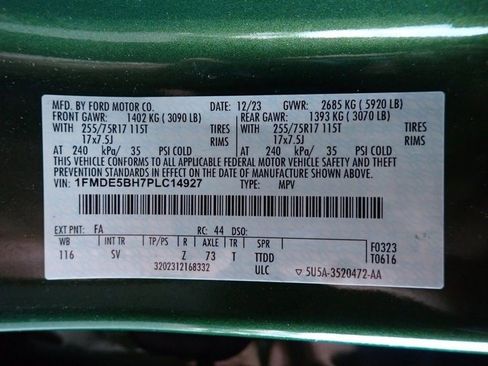 MFD. BY FORD MOTOR CO. 12/23 GVWR: 2685 KG ( 5920 LB)
FRONT GAWR: 1402 KG ( 3090 LB) REAR GAWR: 1393 KG ( 3070 LB)
WITH 255/75R17 115T TIRES WITH 255/75R17 115T TIRES
17x7.5J RIMS 17x7.5J RIMS
AT 240 kPa/ 35 PSI COLD AT 240 kPa/ 35 PSI COLD
THIS VEHICLE CONFORMS TO ALL APPLICABLE FEDERAL MOTOR VEHICLE SAFETY AND THEFT
PREVENTION STANDARDS IN EFFECT ON THE DATE OF MANUFACTURE SHOWN ABOVE.
VIN: 1FMDE5BH7PLC14927 TYPE: MPV
EXT PNT: FA RC: 44 DSO:
WB INT TR TP/PS R AXLE TR SPR F0323
116 SV Z 73 T TTDD T0616
3202312168332 ULC ▽ 5U5A-3520472-AA